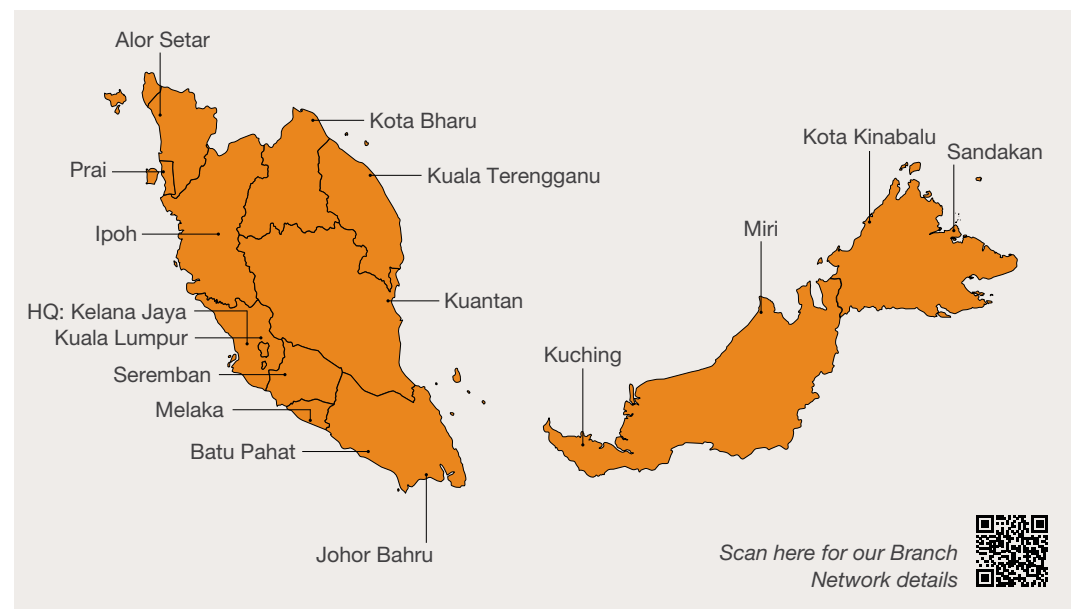 Alor Setar
Kota Bharu
Prai
Kuala Terengganu
Ipoh
HQ: Kelana Jaya
Kuala Lumpur
Kuantan
Seremban
Melaka
Batu Pahat
Johor Bahru
Kota Kinabalu
Sandakan
Miri
Kuching
Scan here for our Branch
Network details